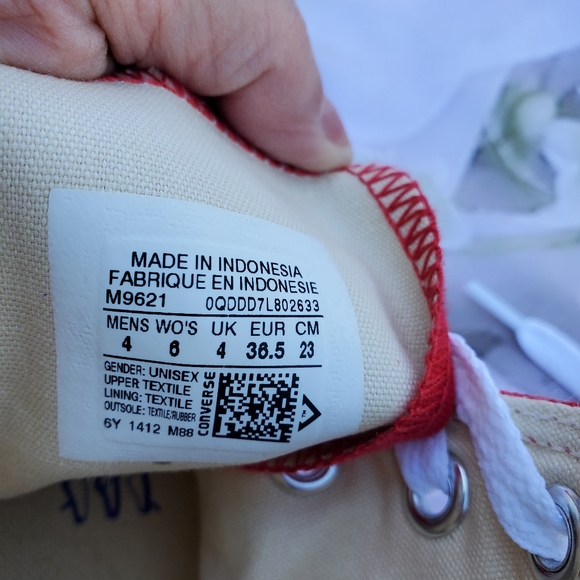 MADE IN INDONESIA
FABRIQUE EN INDONESIE
M9621 0QDDD7L802633
MENS WO'S UK EUR CM
4 6 4 36.5 23
GENDER: UNISEX
UPPER TEXTILE
LINING: TEXTILE
OUTSOLE: TEXTILE/RUBBER
6Y 1412 M88
CONVERSE